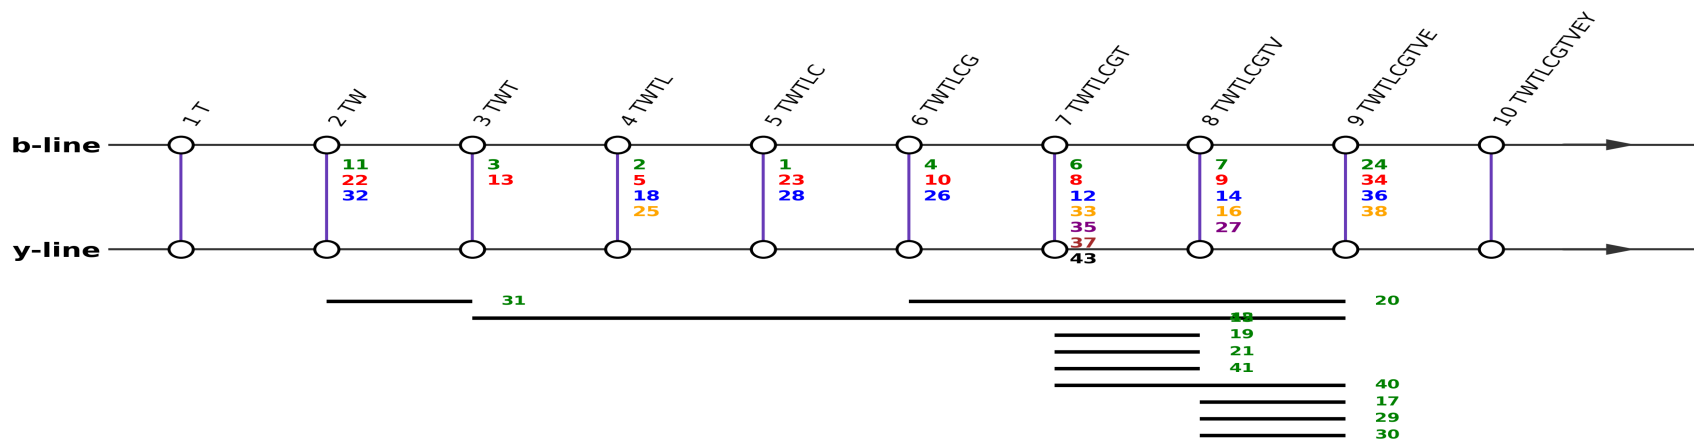 1 T
2 TW
3 TWT
4 TWTL
5 TWTLC
6 TWTLCG
7 TWTLCGT
8 TWTLCGTV
9 TWTLCGTVE
10 TWTLCGTVEY
b-line
11 3 2 1 4 6 7 24
22 13 5 23 10 8 9 34
32 18 28 26 12 14 36
25 33 16 38
35 27
37
y-line
43
31 20
19
21
41
40
17
29
30